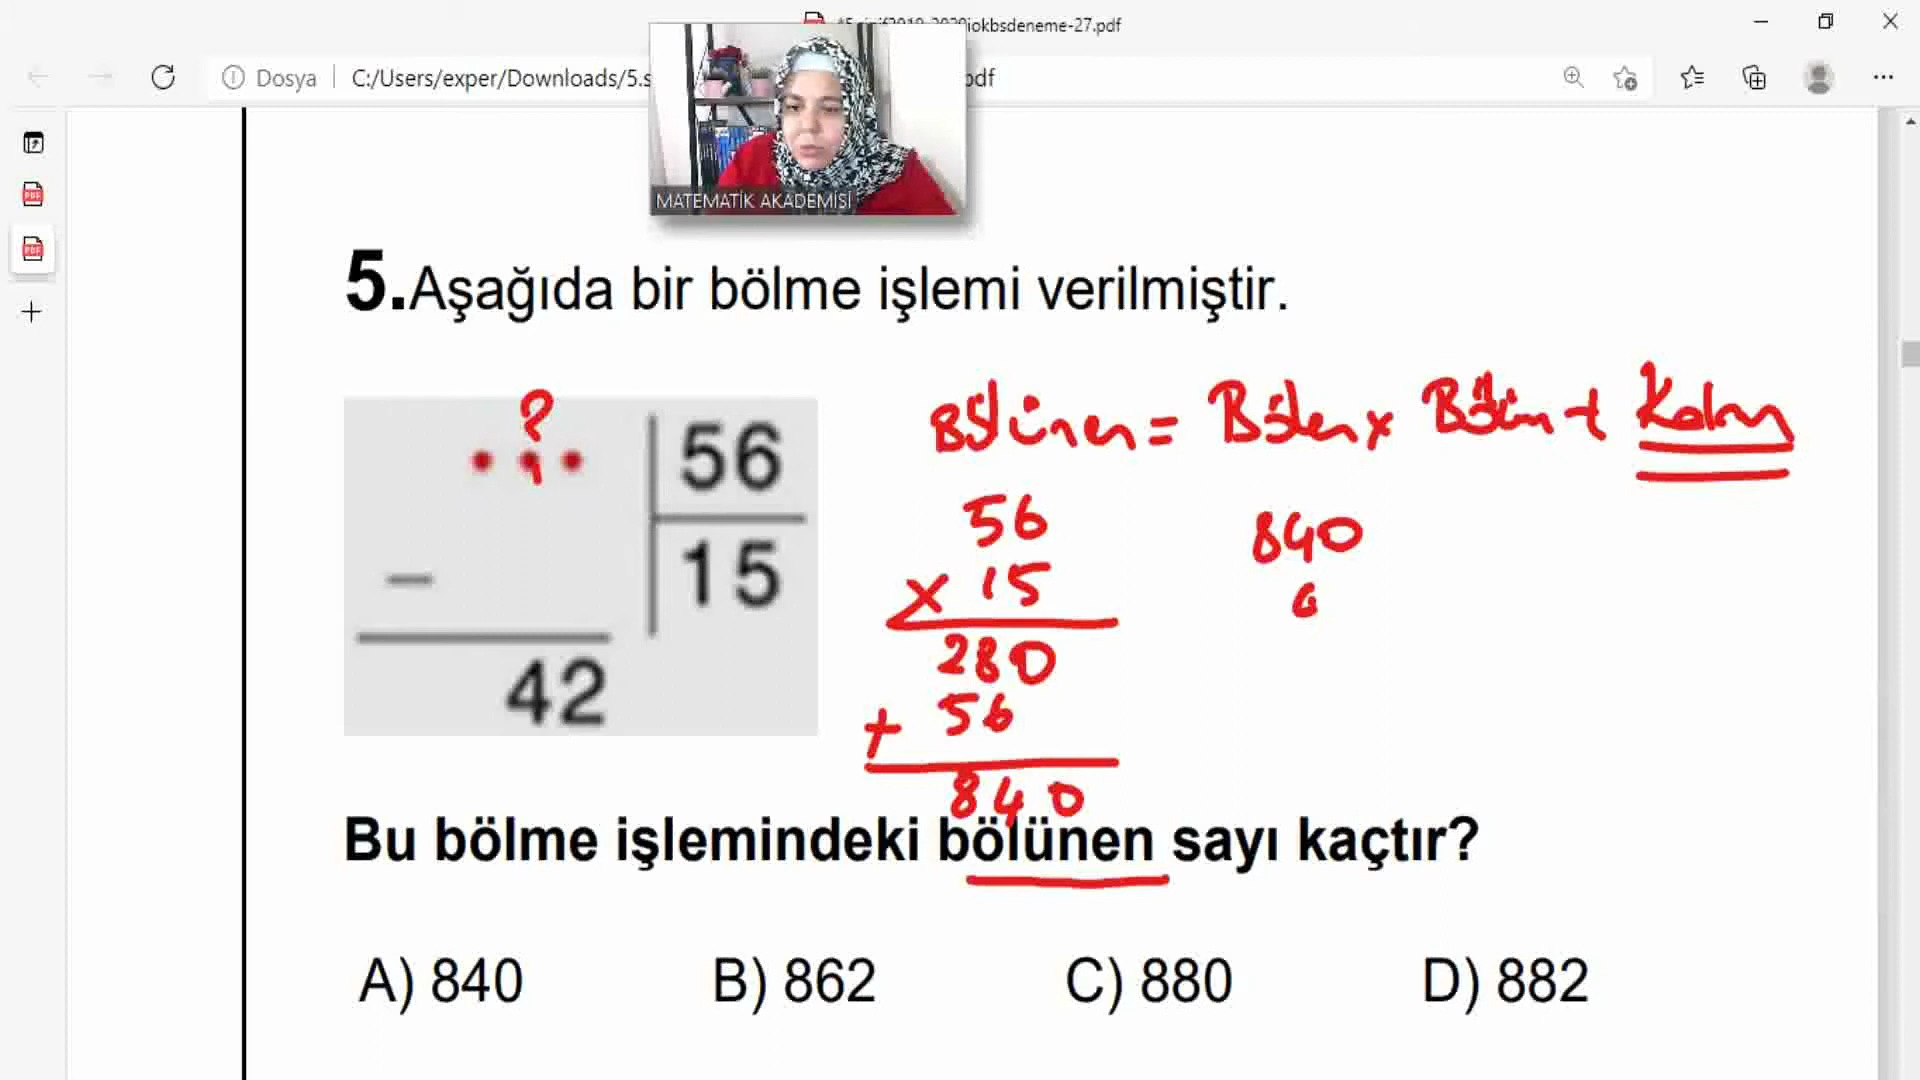 iokbsdeneme-27.pdf
Dosya
C:/Users/exper/Downloads/5.s
pdf
MATEMATİK AKADEMİSİ
5.Aşağıda bir bölme işlemi verilmiştir.
?
56
15
–
42
Bölünen = Bölen x Bölüm + Kalan
56
x 15
280
+ 56
840
840
Bu bölme işlemindeki bölünen sayı kaçtır?
A) 840
B) 862
C) 880
D) 882